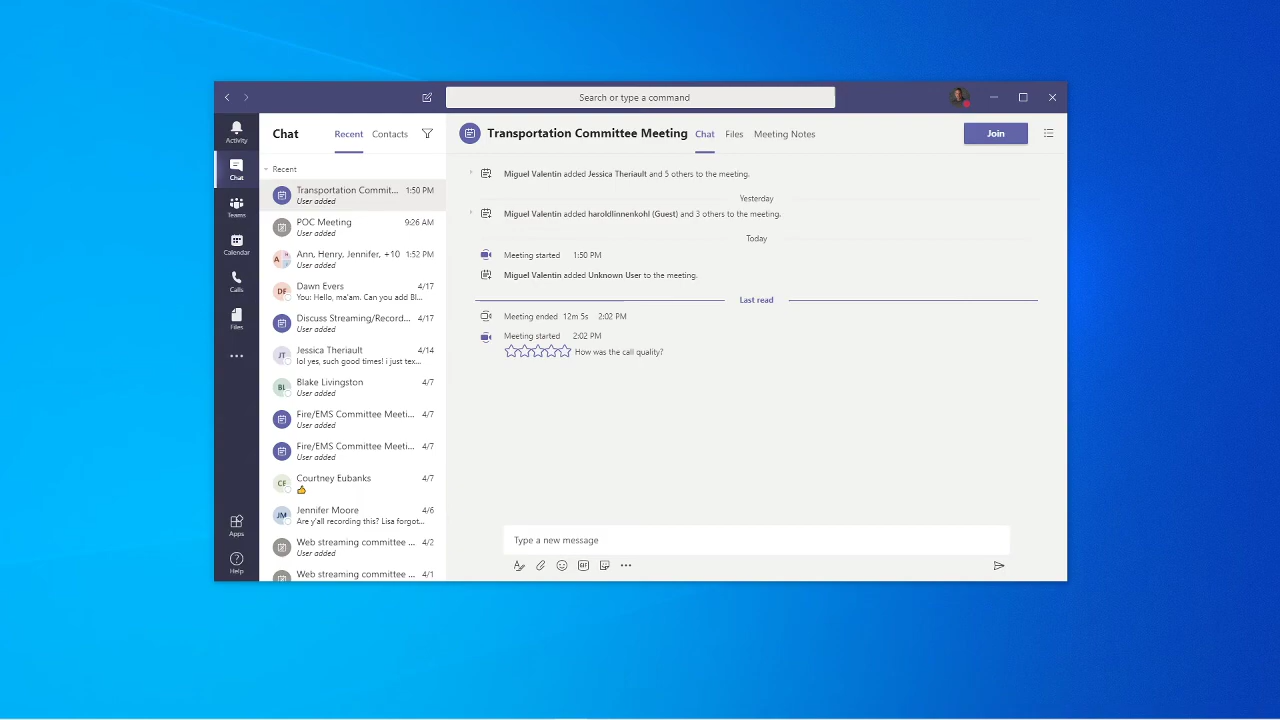 Search or type a command
Activity
Chat
Teams
Calendar
Calls
Files
Apps
Help
Chat
Recent
Contacts
Recent
Transportation Commit... 1:50 PM
User added
POC Meeting 9:26 AM
User added
Ann, Henry, Jennifer, +10 1:52 PM
User added
A
Dawn Evers 4/17
You: Hello, ma'am. Can you add Bl...
DE
Discuss Streaming/Record... 4/17
User added
Jessica Theriault 4/14
lol yes, such good times! i just tex...
JT
Blake Livingston 4/7
User added
BL
Fire/EMS Committee Meeti... 4/7
User added
Fire/EMS Committee Meeti... 4/7
User added
Courtney Eubanks 4/7
CE
Jennifer Moore 4/6
Are y'all recording this? Lisa forgot...
JM
Web streaming committee ... 4/2
User added
Web streaming committee ... 4/1
Transportation Committee Meeting
Chat
Files
Meeting Notes
Join
Miguel Valentin added Jessica Theriault and 5 others to the meeting.
Yesterday
Miguel Valentin added haroldlinnenkohl (Guest) and 3 others to the meeting.
Today
Meeting started 1:50 PM
Miguel Valentin added Unknown User to the meeting.
Last read
Meeting ended 12m 5s 2:02 PM
Meeting started 2:02 PM
How was the call quality?
Type a new message
GIF